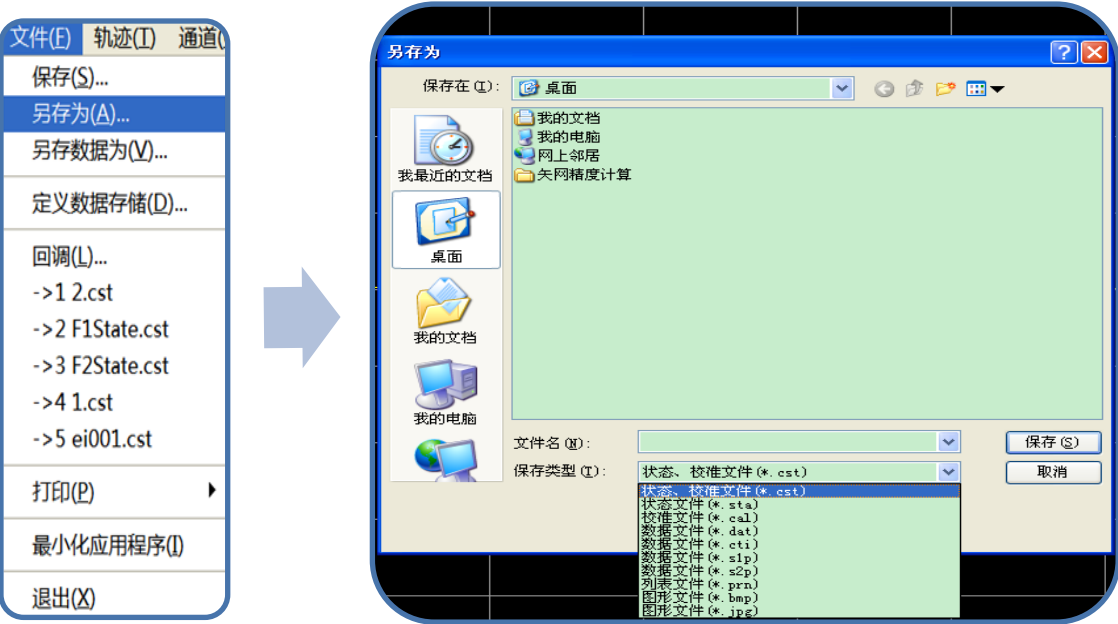 文件(F) 轨迹(T) 通道(
保存(S)...
另存为(A)...
另存数据为(V)...
定义数据存储(D)...
回调(L)...
->1 2.cst
->2 F1State.cst
->3 F2State.cst
->4 1.cst
->5 ei001.cst
打印(P)
最小化应用程序(I)
退出(X)
另存为
保存在(I):
桌面
我最近的文档
桌面
我的文档
我的电脑
我的文档
我的电脑
网上邻居
矢网精度计算
文件名(N):
保存(S)
保存类型(T):
状态、校准文件(*.cst)
取消
状态、校准文件(*.cst)
状态文件(*.sta)
校准文件(*.cal)
数据文件(*.dat)
数据文件(*.cti)
数据文件(*.s1p)
数据文件(*.s2p)
列表文件(*.prn)
图形文件(*.bmp)
图形文件(*.jpg)